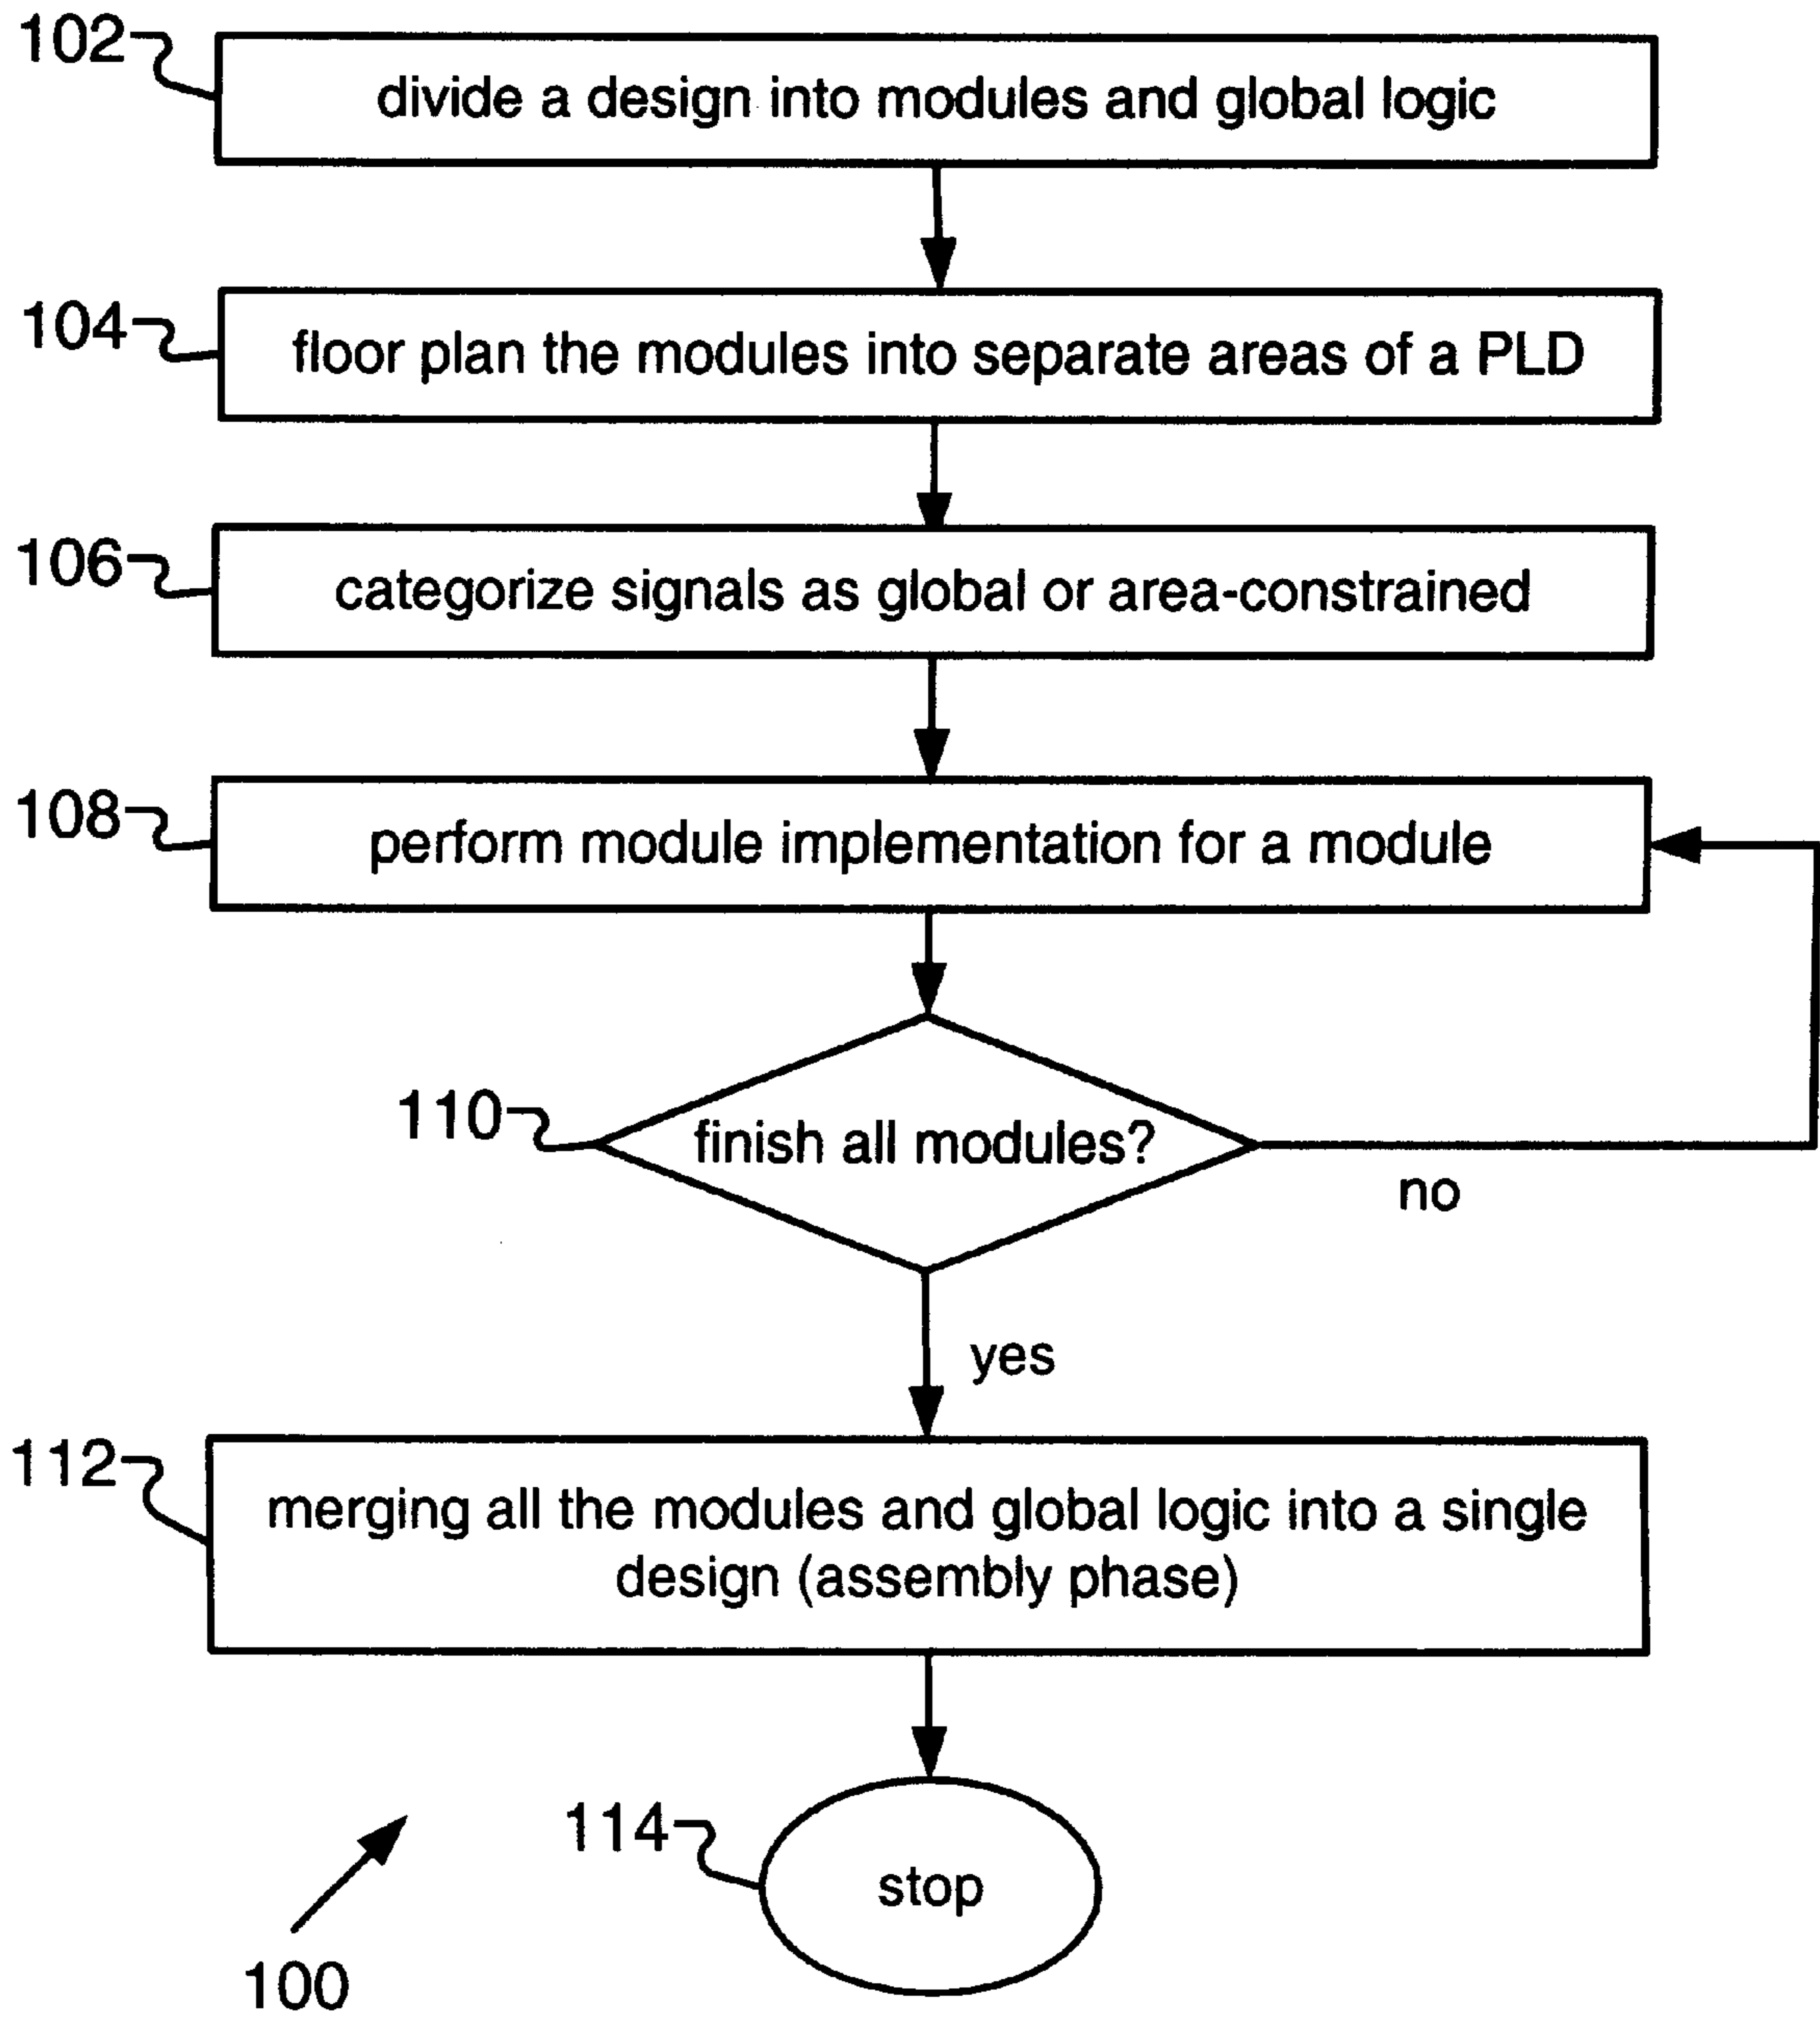 102
divide a design into modules and global logic
104
floor plan the modules into separate areas of a PLD
106
categorize signals as global or area-constrained
108
perform module implementation for a module
110
finish all modules?
no
yes
112
merging all the modules and global logic into a single
design (assembly phase)
114
stop
100